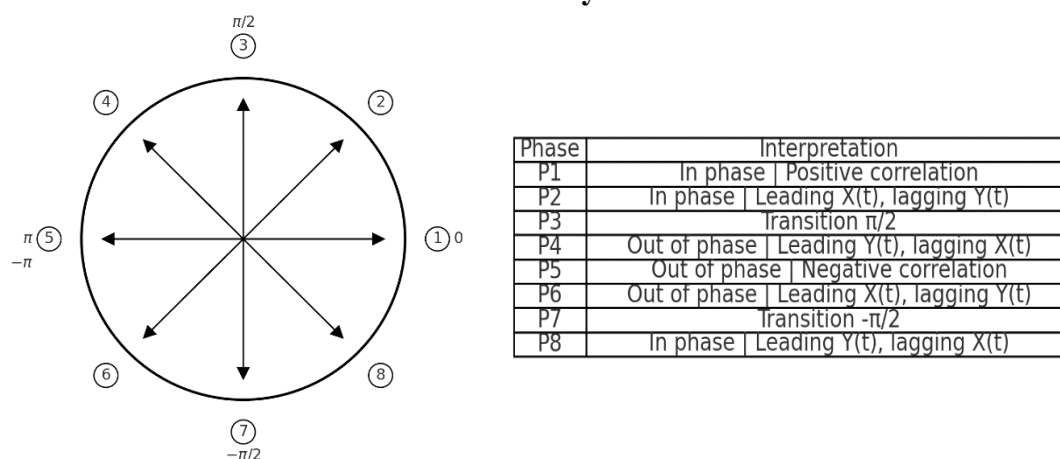 π/2
3
4
2
π 5
1 0
−π
6
8
7
−π/2
Phase Interpretation
P1 In phase | Positive correlation
P2 In phase | Leading X(t), lagging Y(t)
P3 Transition π/2
P4 Out of phase | Leading Y(t), lagging X(t)
P5 Out of phase | Negative correlation
P6 Out of phase | Leading X(t), lagging Y(t)
P7 Transition -π/2
P8 In phase | Leading Y(t), lagging X(t)